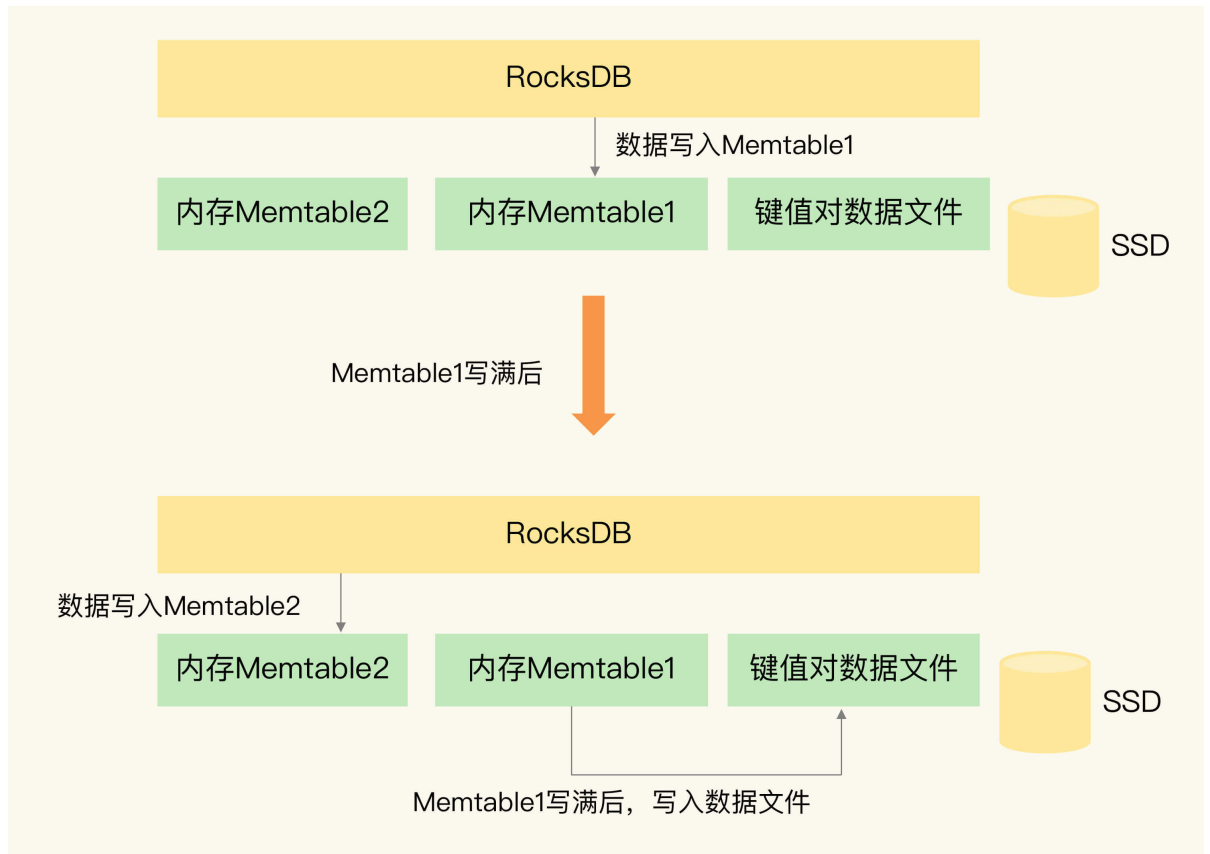 RocksDB
数据写入Memtable1
内存Memtable2
内存Memtable1
键值对数据文件
SSD
Memtable1写满后
RocksDB
数据写入Memtable2
内存Memtable2
内存Memtable1
键值对数据文件
SSD
Memtable1写满后，写入数据文件